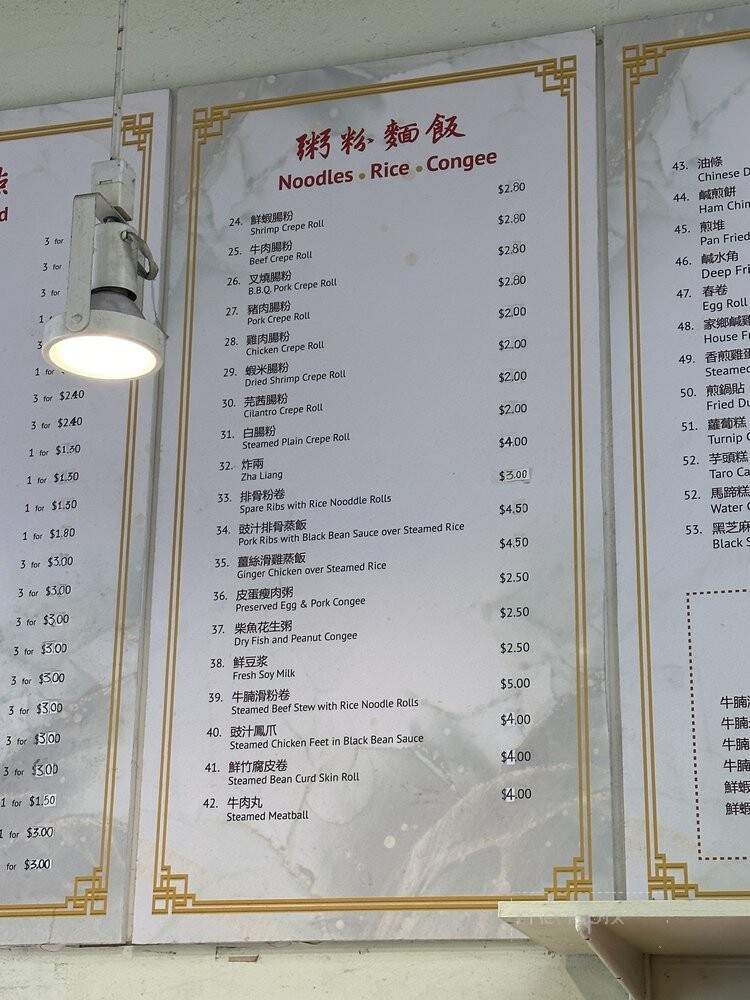 3 for
3 for
3 for
1
3
1 for
3 for $2.40
3 for $2.40
1 for $1.30
1 for $1.30
1 for $1.50
1 for $1.80
3 for $3.00
3 for $3.00
3 for $3.00
3 for $3.00
3 for $3.00
3 for $3.00
3 for $3.00
3 for $3.00
1 for $1.50
for $3.00
for $3.00
粥粉麵飯
Noodles • Rice • Congee
$2.80
24. 鮮蝦腸粉 $2.80
Shrimp Crepe Roll
25. 牛肉腸粉 $2.80
Beef Crepe Roll
26. 叉燒腸粉 $2.80
B.B.Q. Pork Crepe Roll
27. 豬肉腸粉 $2.00
Pork Crepe Roll
28. 雞肉腸粉 $2.00
Chicken Crepe Roll
29. 蝦米腸粉 $2.00
Dried Shrimp Crepe Roll
30. 芫茜腸粉 $2.00
Cilantro Crepe Roll
31. 白腸粉 $4.00
Steamed Plain Crepe Roll
32. 炸兩 $3.00
Zha Liang
33. 排骨粉卷 $4.50
Spare Ribs with Rice Nooddle Rolls
34. 豉汁排骨蒸飯 $4.50
Pork Ribs with Black Bean Sauce over Steamed Rice
35. 薑絲滑雞蒸飯 $2.50
Ginger Chicken over Steamed Rice
36. 皮蛋瘦肉粥 $2.50
Preserved Egg & Pork Congee
37. 柴魚花生粥 $2.50
Dry Fish and Peanut Congee
38. 鮮豆浆 $5.00
Fresh Soy Milk
39. 牛腩滑粉卷 $4.00
Steamed Beef Stew with Rice Noodle Rolls
40. 豉汁鳳爪 $4.00
Steamed Chicken Feet in Black Bean Sauce
41. 鮮竹腐皮卷 $4.00
Steamed Bean Curd Skin Roll
42. 牛肉丸
Steamed Meatball
43. 油條
Chinese D
44. 鹹煎餅
Ham Chim
45. 煎堆
Pan Fried
46. 鹹水角
Deep Fri
47. 春卷
Egg Roll
48. 家鄉鹹雞
House Fr
49. 香煎雞蛋
Steamed
50. 煎鍋貼
Fried Du
51. 蘿蔔糕
Turnip C
52. 芋頭糕
Taro Ca
52. 馬蹄糕
Water C
53. 黑芝麻
Black S
牛腩
牛腩
牛腩
牛腩
鮮蝦
鮮蝦